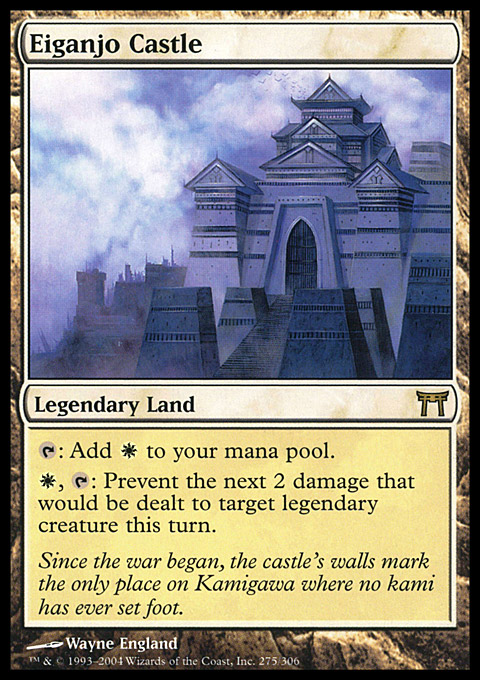 Eiganjo Castle
Legendary Land
: Add to your mana pool.
, : Prevent the next 2 damage that
would be dealt to target legendary
creature this turn.
Since the war began, the castle's walls mark
the only place on Kamigawa where no kami
has ever set foot.
Wayne England
™ & © 1993–2004 Wizards of the Coast, Inc. 275/306